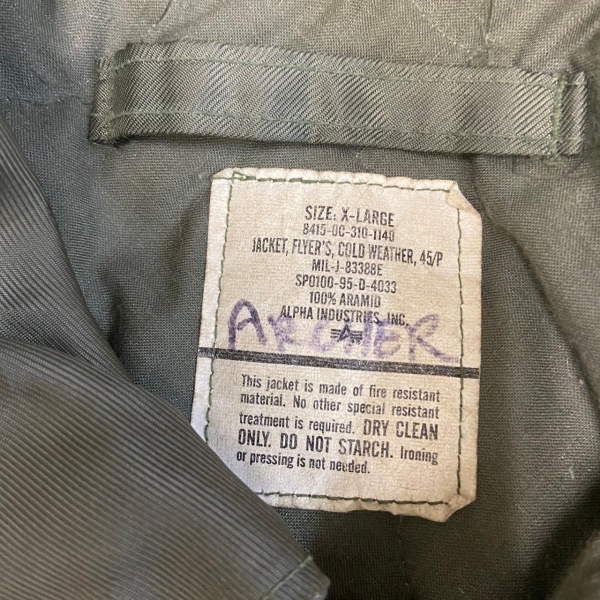 SIZE: X-LARGE
8415-00-310-1140
JACKET, FLYER'S, COLD WEATHER, 45/P
MIL-J-83388E
SPO100-95-D-4033
100% ARAMID
ALPHA INDUSTRIES, INC.
ARCHER
This jacket is made of fire resistant
material. No other special resistant
treatment is required. DRY CLEAN
ONLY. DO NOT STARCH. Ironing
or pressing is not needed.